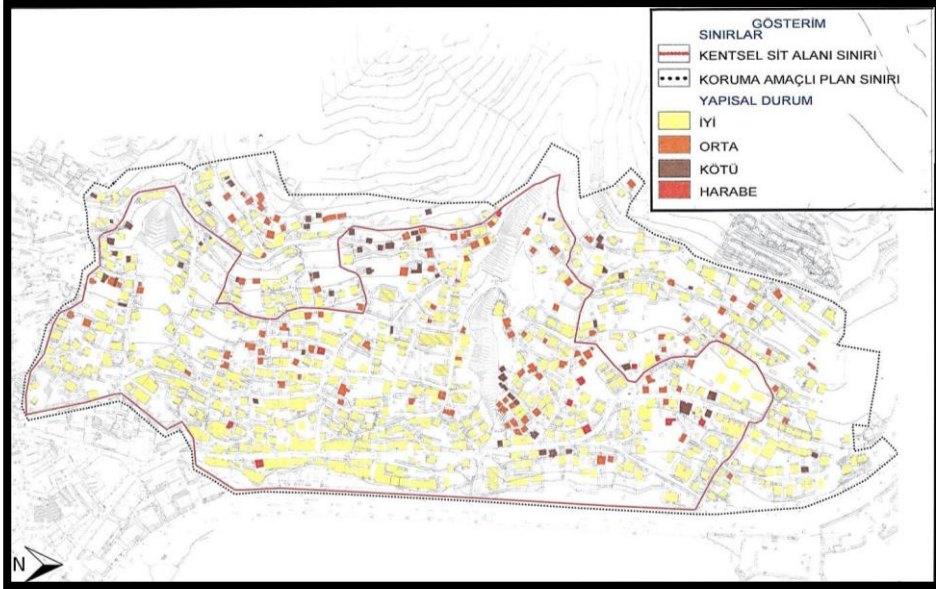 GÖSTERİM
SINIRLAR
KENTSEL SİT ALANI SINIRI
KORUMA AMAÇLI PLAN SINIRI
YAPISAL DURUM
İYİ
ORTA
KÖTÜ
HARABE
N